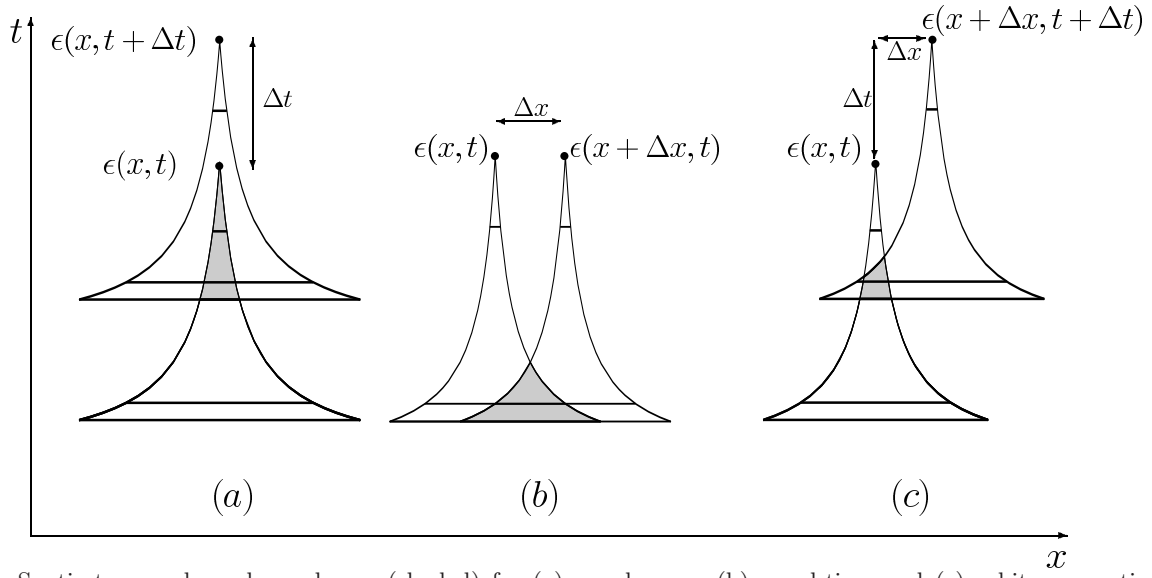 t
ϵ(x, t + Δt)
Δt
ϵ(x, t)
(a)
Δx
ϵ(x, t)
ϵ(x + Δx, t)
(b)
ϵ(x + Δx, t + Δt)
Δx
Δt
ϵ(x, t)
(c)
x